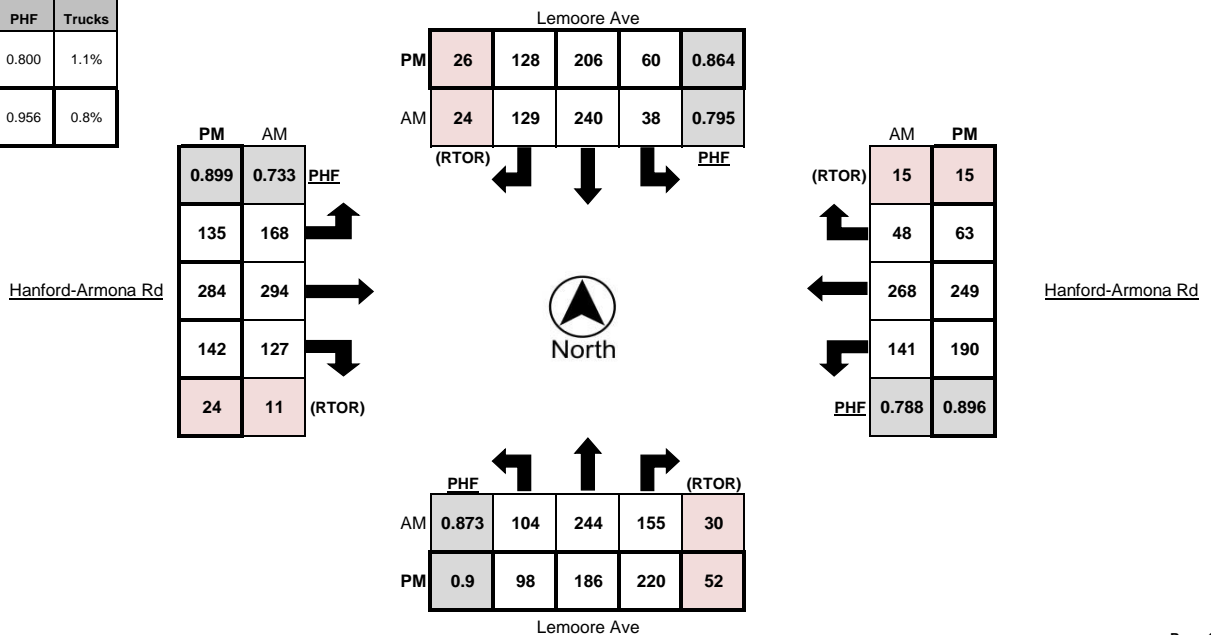 PHF Trucks
0.800 1.1%
0.956 0.8%
Lemoore Ave
PM 26 128 206 60 0.864
AM 24 129 240 38 0.795
(RTOR) PHF
PM AM
0.899 0.733 PHF
135 168
Hanford-Armona Rd 284 294
142 127
24 11 (RTOR)
North
AM PM
(RTOR) 15 15
48 63
268 249 Hanford-Armona Rd
141 190
PHF 0.788 0.896
PHF (RTOR)
AM 0.873 104 244 155 30
PM 0.9 98 186 220 52
Lemoore Ave